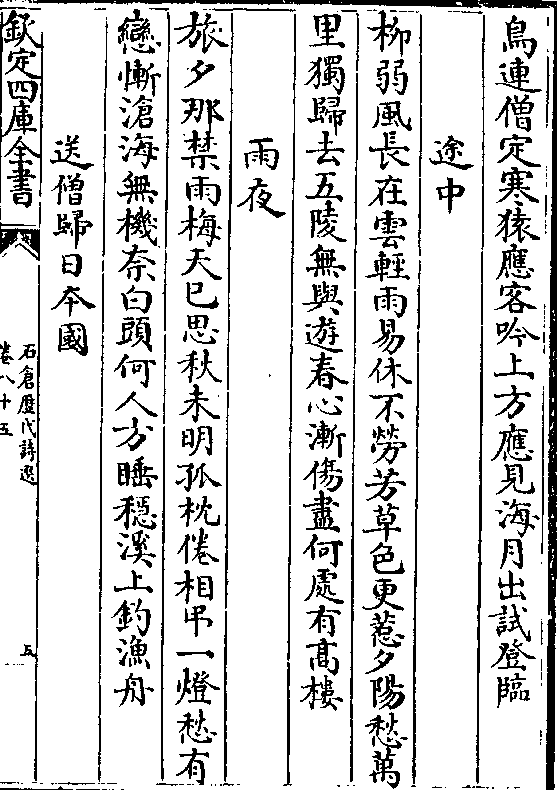 鳥連僧定寒猿應客吟上方應見海月出試登臨
途中
柳弱風長在雲輕雨易休不勞芳草色更惹夕陽愁萬
里獨歸去五陵無與遊春心漸傷盡何處有高樓
雨夜
旅夕那禁雨梅天已思秋未明孤枕倦相弔一燈愁有
戀慚滄海無機奈白頭何人方睡穩溪上釣漁舟
送僧歸日本國
欽定四庫全書
石倉歷代詩選
卷八十五
五